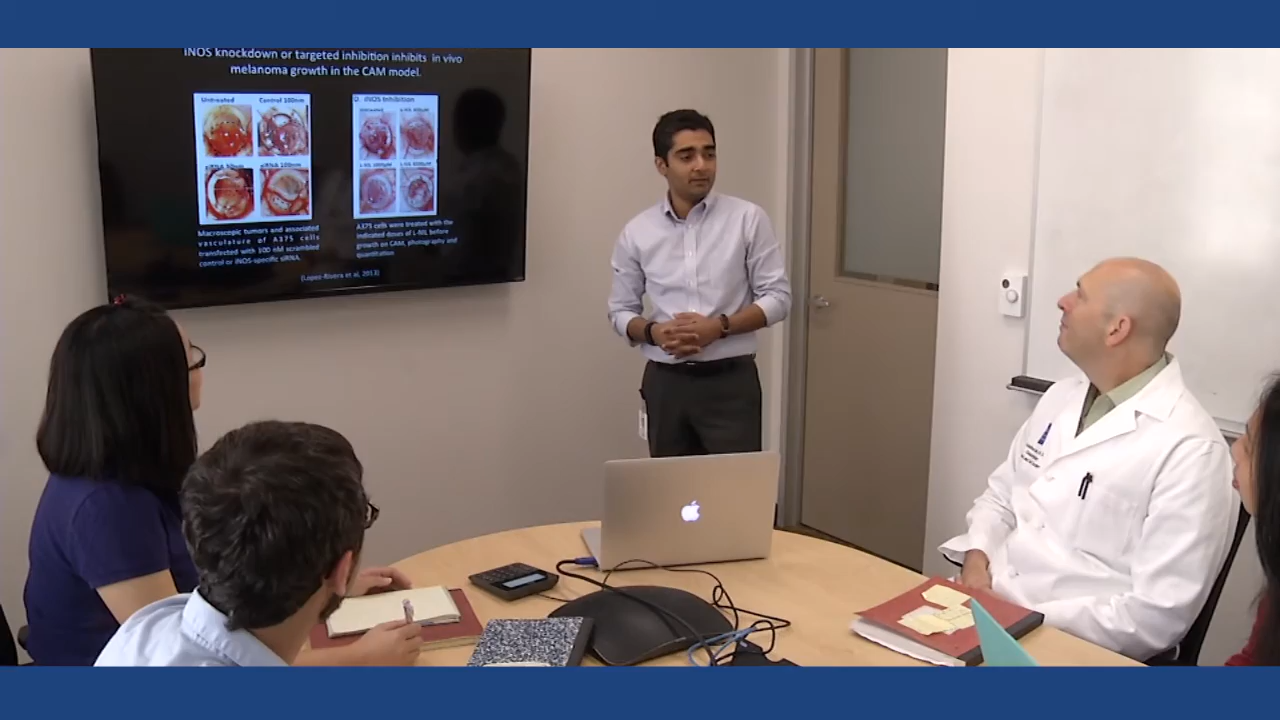 iNOS knockdown or targeted inhibition inhibits in vivo
melanoma growth in the CAM model.
Untreated
Control 100nm
siRNA 50nm
siRNA 100nm
D. iNOS Inhibition
Untreated
Macroscopic tumors and associated
vasculature of A375 cells
transfected with 100 nM scrambled
control or iNOS-specific siRNA.
A375 cells were treated with the
indicated doses of L-NIL before
growth on CAM, photography and
quantitation
(Lopez-Rivera et al, 2013)